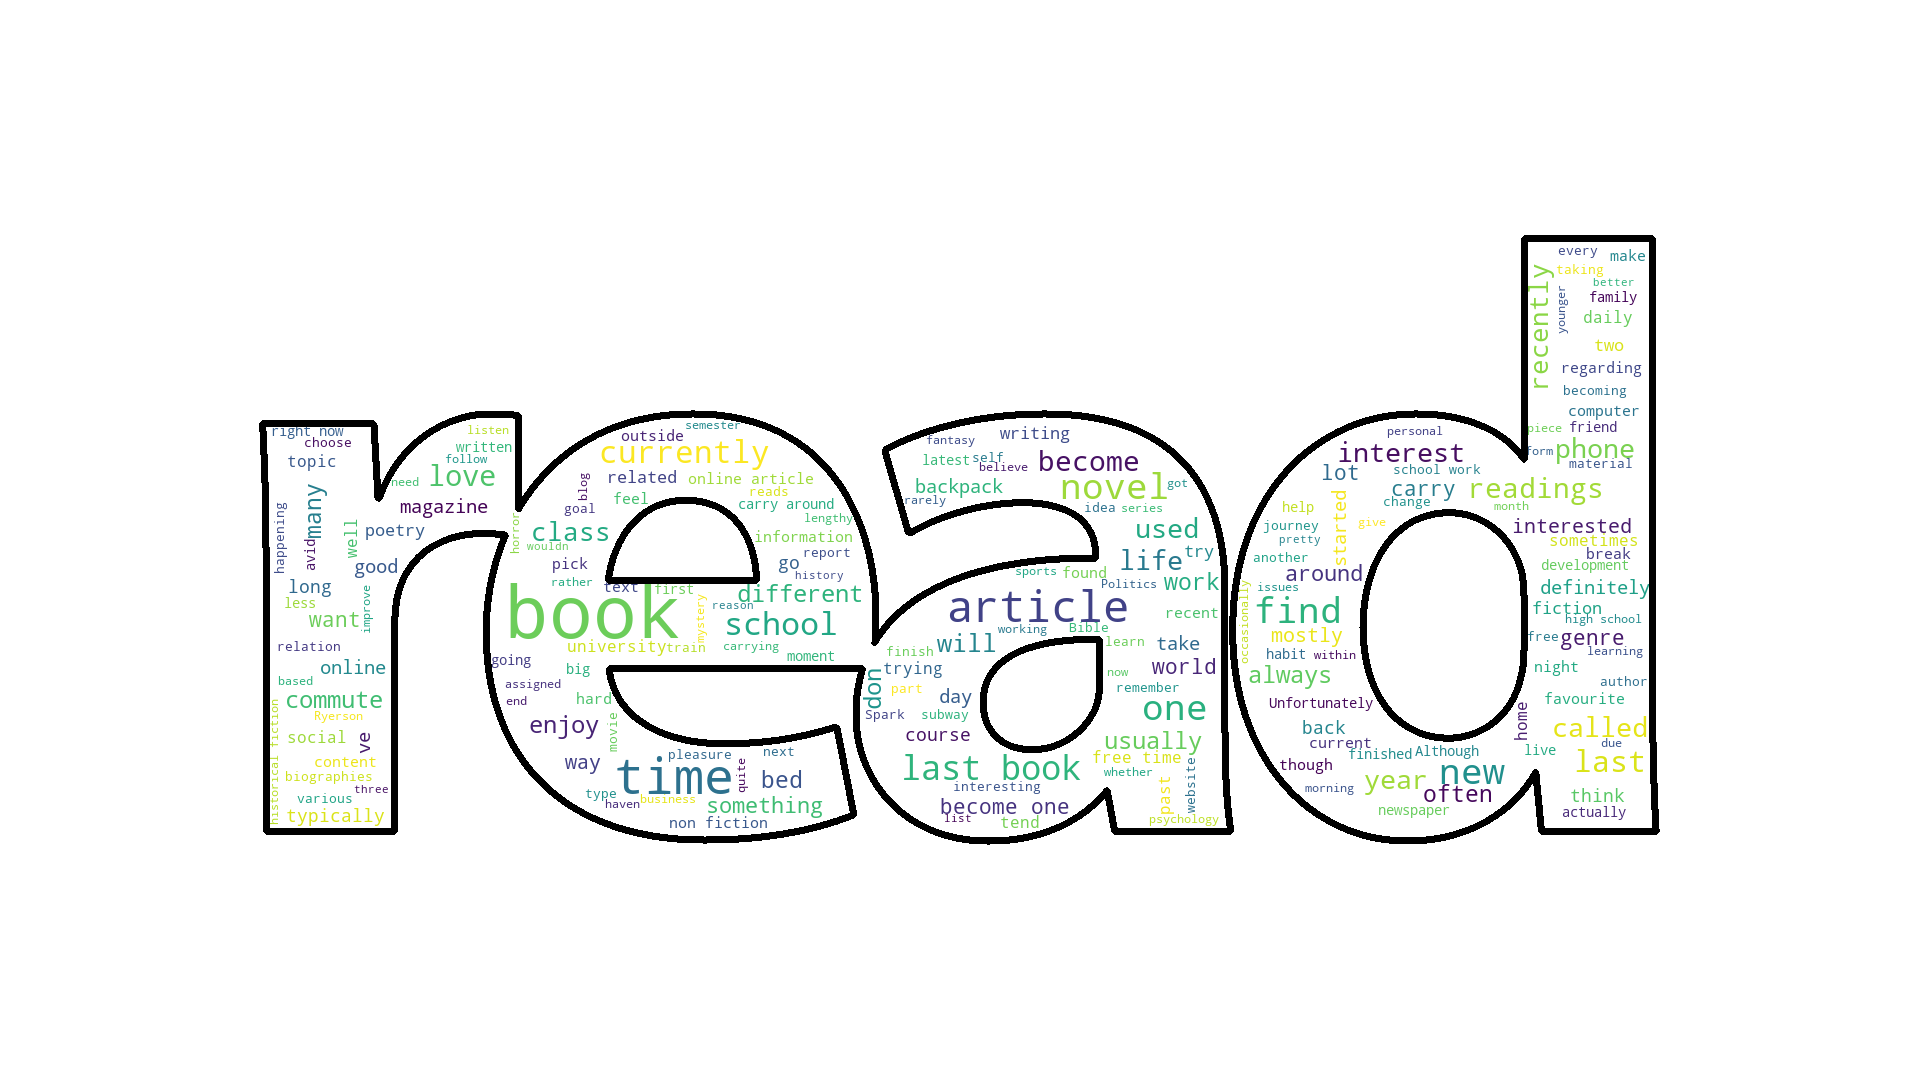 read
right now
choose
topic
happening
many
avid
well
long
less
want
improve
relation
online
based
commute
Ryerson
historical fiction
social
ve
content
biographies
three
various
typically
listen
written
follow
need
love
magazine
poetry
good
semester
outside
currently
related
online article
blog
feel
reads
goal
carry around
lengthy
horror
class
wouldn
information
report
pick
go
history
rather
text
first
different
book
reason
mystery
school
university
train
carrying
moment
going
big
assigned
end
hard
enjoy
movie
pleasure
next
way
time
quite
bed
type
haven
business
something
non fiction
writing
fantasy
latest
self
believe
become
backpack
rarely
novel
got
idea
series
used
life
try
sports
found
Politics
work
article
recent
working
Bible
will
learn
take
finish
trying
world
don
now
part
day
remember
Spark
subway
one
course
usually
last book
free time
whether
interesting
website
past
become one
list
tend
psychology
personal
interest
lot
school work
carry
readings
change
month
help
started
journey
give
pretty
another
around
occasionally
issues
find
mostly
habit
within
always
Unfortunately
back
current
finished
Although
though
year
new
morning
often
newspaper
every
make
taking
recently
better
younger
family
daily
two
regarding
becoming
computer
piece
friend
form
phone
material
interested
sometimes
break
development
definitely
fiction
high school
free
genre
learning
night
author
favourite
home
called
due
live
last
think
actually